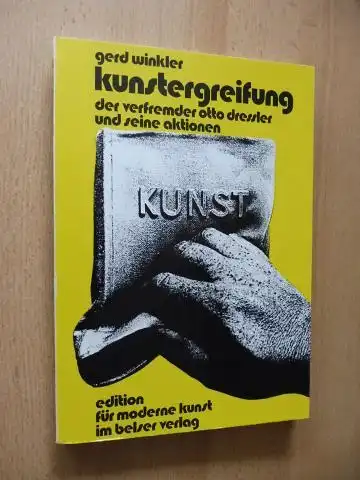 gerd winkler
kunstergreifung
der verfremder otto dressler
und seine aktionen
KUNST
edition
für moderne kunst
im belser verlag